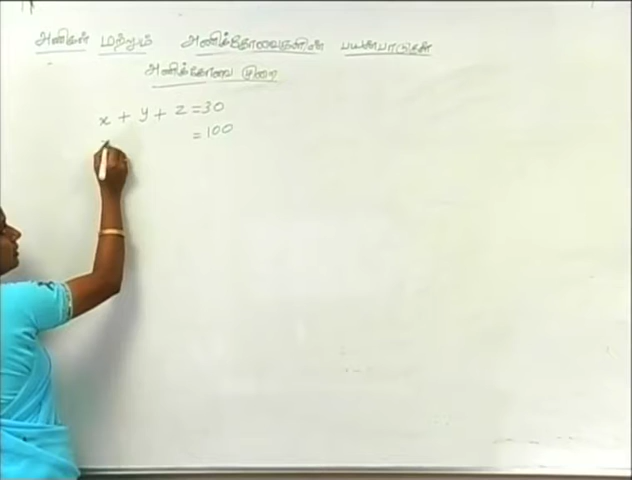 அணிகள் மற்றும் அணிக்கோவைகளின் பயன்பாடுகள்
அணிக்கோவை முறை
x + y + z = 30
= 100